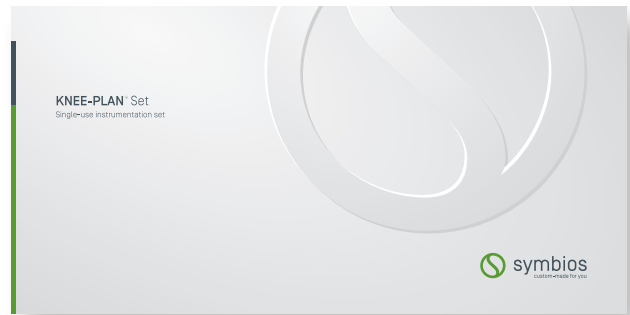 KNEE-PLAN® Set
Single-use instrumentation set
symbios
custom-made for you